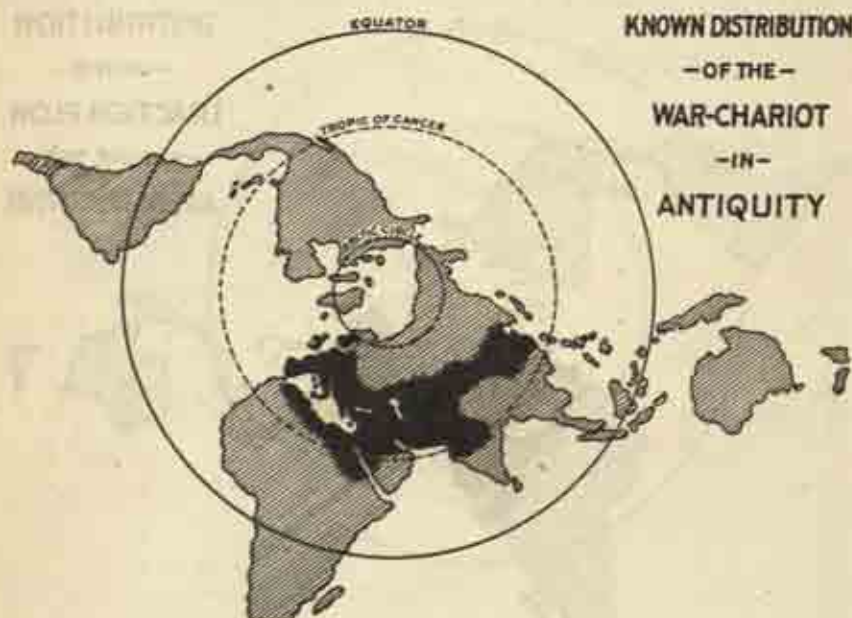 EQUATOR
TROPIC OF CANCER
KNOWN DISTRIBUTION
-OF THE-
WAR-CHARIOT
-IN-
ANTIQUITY